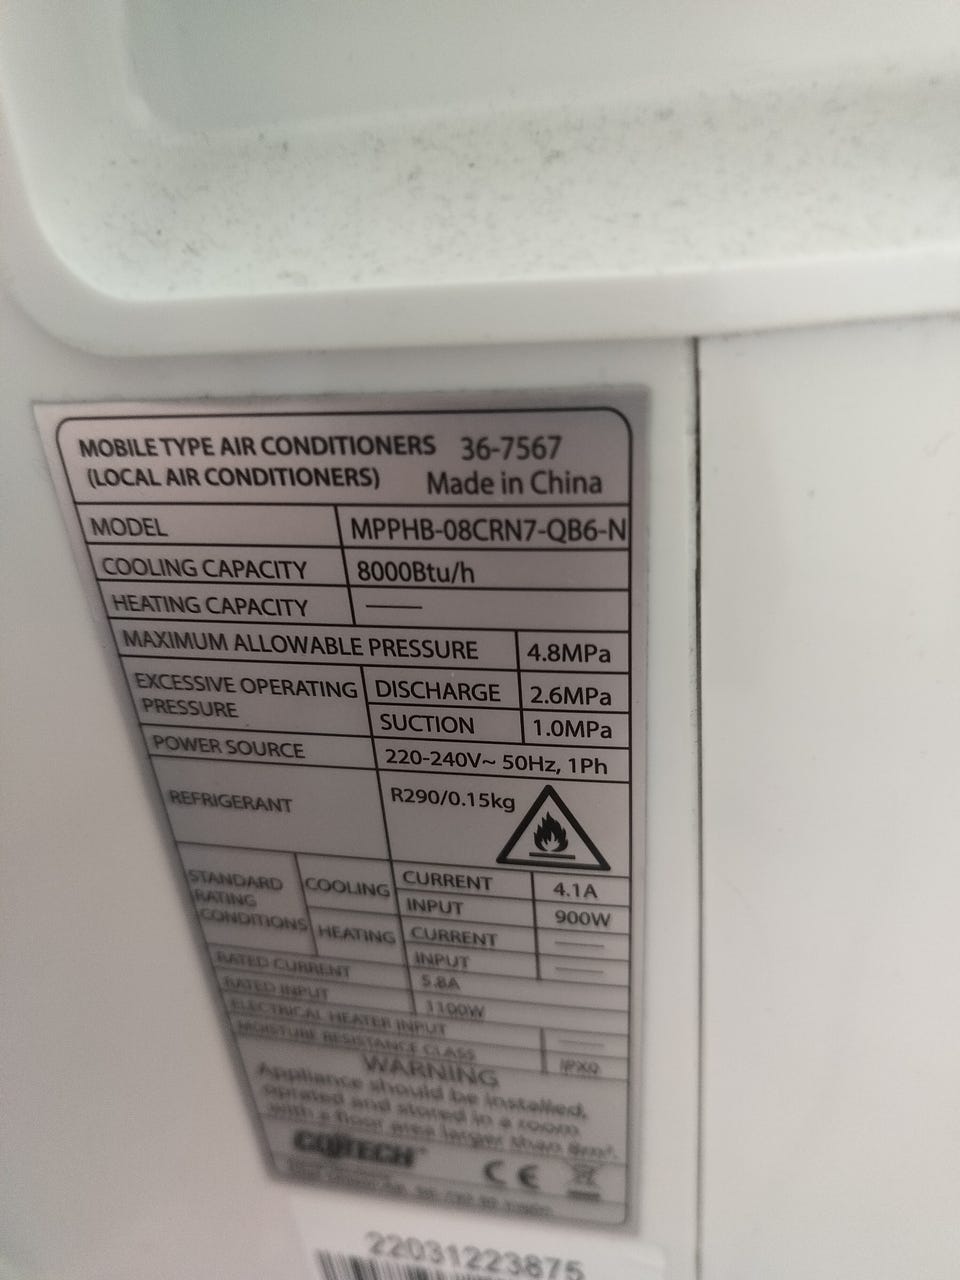 MOBILE TYPE AIR CONDITIONERS 36-7567
(LOCAL AIR CONDITIONERS) Made in China
MODEL MPPHB-08CRN7-QB6-N
COOLING CAPACITY 8000Btu/h
HEATING CAPACITY ——
MAXIMUM ALLOWABLE PRESSURE 4.8MPa
EXCESSIVE OPERATING PRESSURE DISCHARGE 2.6MPa
SUCTION 1.0MPa
POWER SOURCE 220-240V~ 50Hz, 1Ph
REFRIGERANT R290/0.15kg
STANDARD RATING CONDITIONS COOLING CURRENT 4.1A
INPUT 900W
HEATING CURRENT ——
INPUT ——
RATED CURRENT 5.8A
RATED INPUT 1100W
ELECTRICAL HEATER INPUT ——
MOISTURE RESISTANCE CLASS IPX0
WARNING
Appliance should be installed,
oprated and stored in a room
with a floor area larger than
COTECH
CE
22031223875